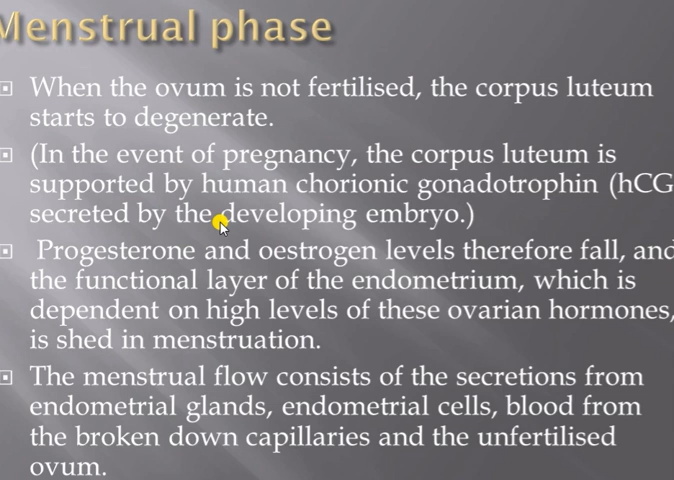 Menstrual phase
When the ovum is not fertilised, the corpus luteum
starts to degenerate.
(In the event of pregnancy, the corpus luteum is
supported by human chorionic gonadotrophin (hCG
secreted by the developing embryo.)
Progesterone and oestrogen levels therefore fall, and
the functional layer of the endometrium, which is
dependent on high levels of these ovarian hormones,
is shed in menstruation.
The menstrual flow consists of the secretions from
endometrial glands, endometrial cells, blood from
the broken down capillaries and the unfertilised
ovum.